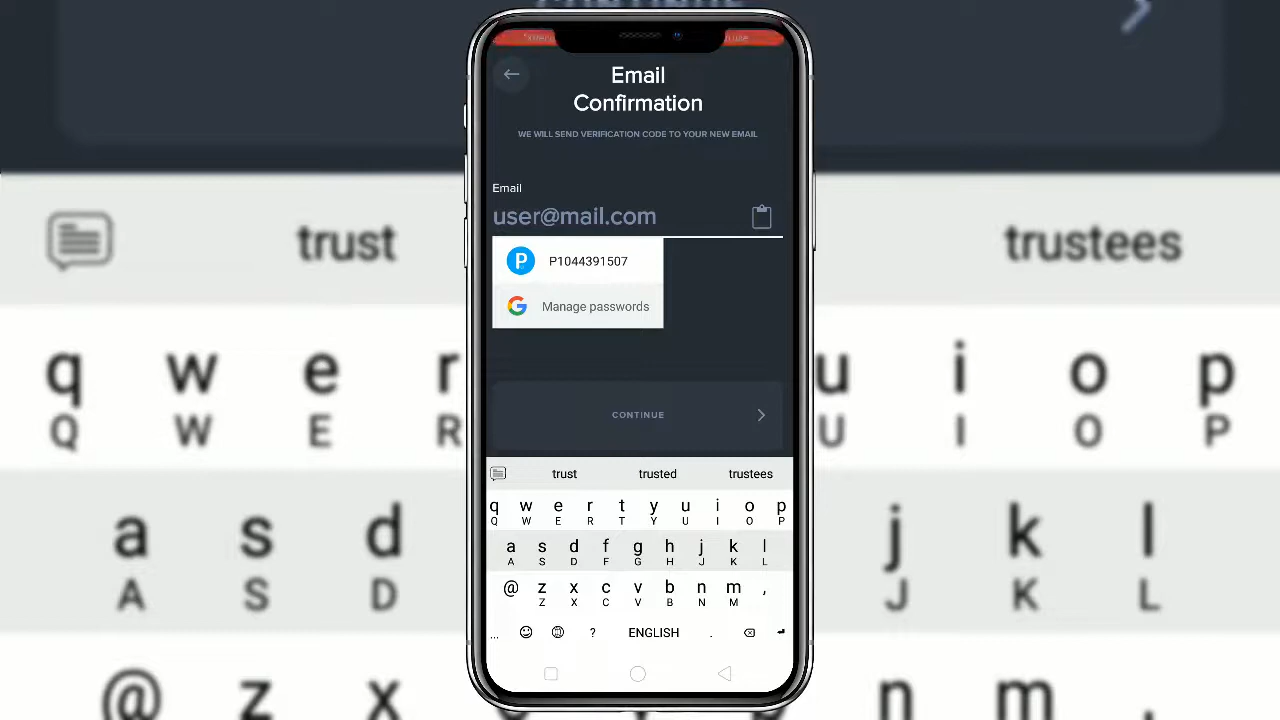 Email
Confirmation
WE WILL SEND VERIFICATION CODE TO YOUR NEW EMAIL
Email
user@mail.com
P P1044391507
G Manage passwords
CONTINUE
trust trusted trustees
q w e r t y u i o p
Q W E R T Y U I O P
a s d f g h j k l
A S D F G H J K L
@ z x c v b n m ,
Z X C V B N M
... ? ENGLISH .
trust trustees
q w e r u i o p
Q W E R U I O P
a s d j k l
A S D J K L
@ z x n m ,